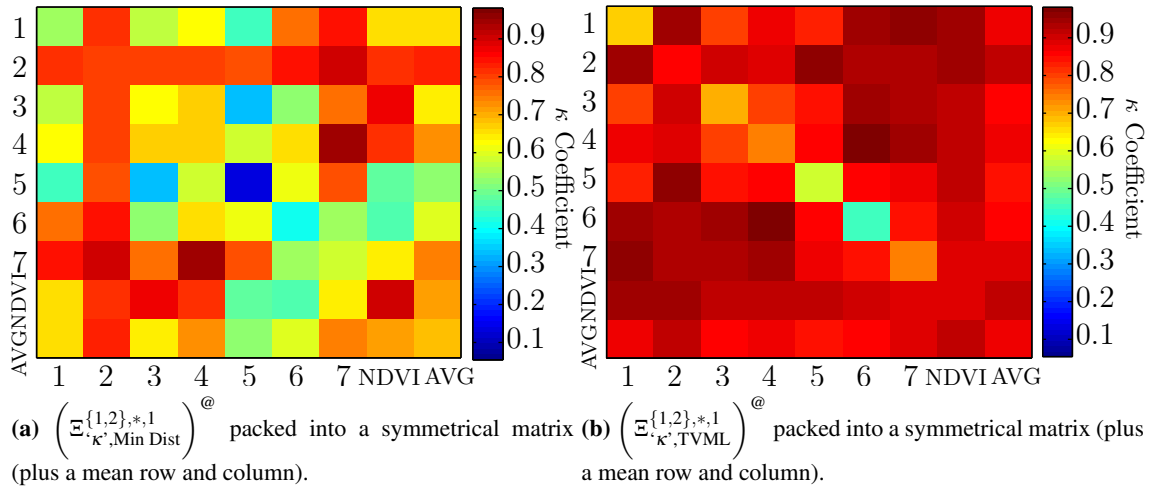 1
2
3
4
5
6
7
NDVI
AVG
1 2 3 4 5 6 7 NDVI AVG
0.9
0.8
0.7
0.6
0.5
0.4
0.3
0.2
0.1
κ Coefficient
1
2
3
4
5
6
7
NDVI
AVG
1 2 3 4 5 6 7 NDVI AVG
0.9
0.8
0.7
0.6
0.5
0.4
0.3
0.2
0.1
κ Coefficient
(a) (Ξ^{{1,2},*,1}_{‘κ’,Min Dist})^@ packed into a symmetrical matrix
(plus a mean row and column).
(b) (Ξ^{{1,2},*,1}_{‘κ’,TVML})^@ packed into a symmetrical matrix (plus
a mean row and column).